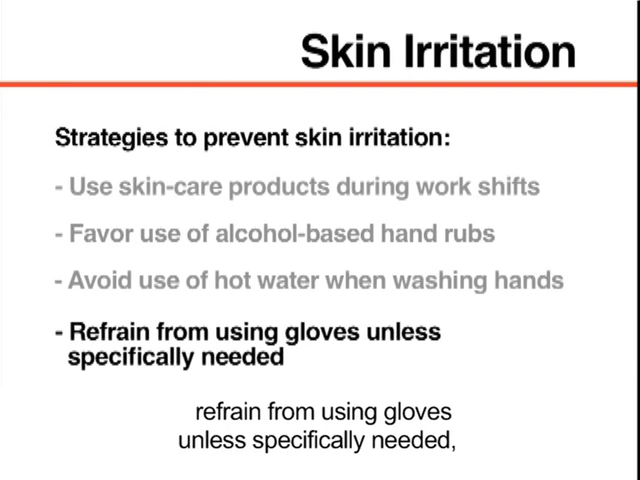 Skin Irritation
Strategies to prevent skin irritation:
- Use skin-care products during work shifts
- Favor use of alcohol-based hand rubs
- Avoid use of hot water when washing hands
- Refrain from using gloves unless
specifically needed
refrain from using gloves
unless specifically needed,